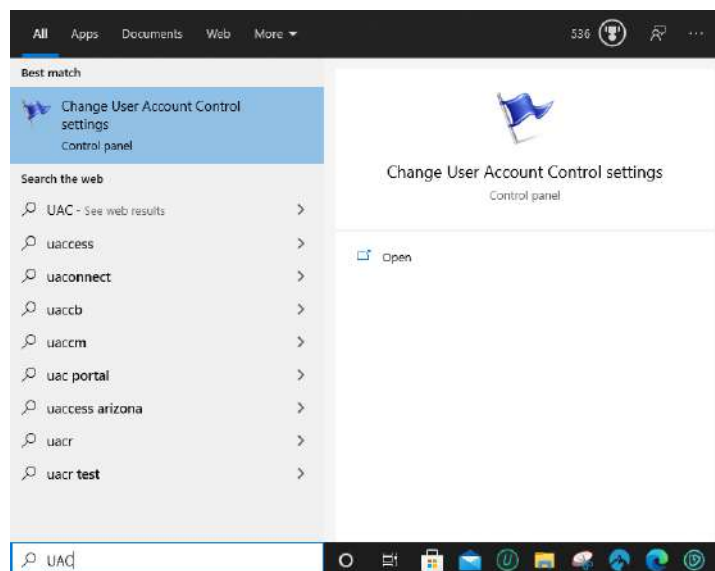 All Apps Documents Web More
536
Best match
Change User Account Control
settings
Control panel
Search the web
UAC - See web results
uaccess
uaconnect
uaccb
uaccm
uac portal
uaccess arizona
uacr
uacr test
Change User Account Control settings
Control panel
Open
UAC